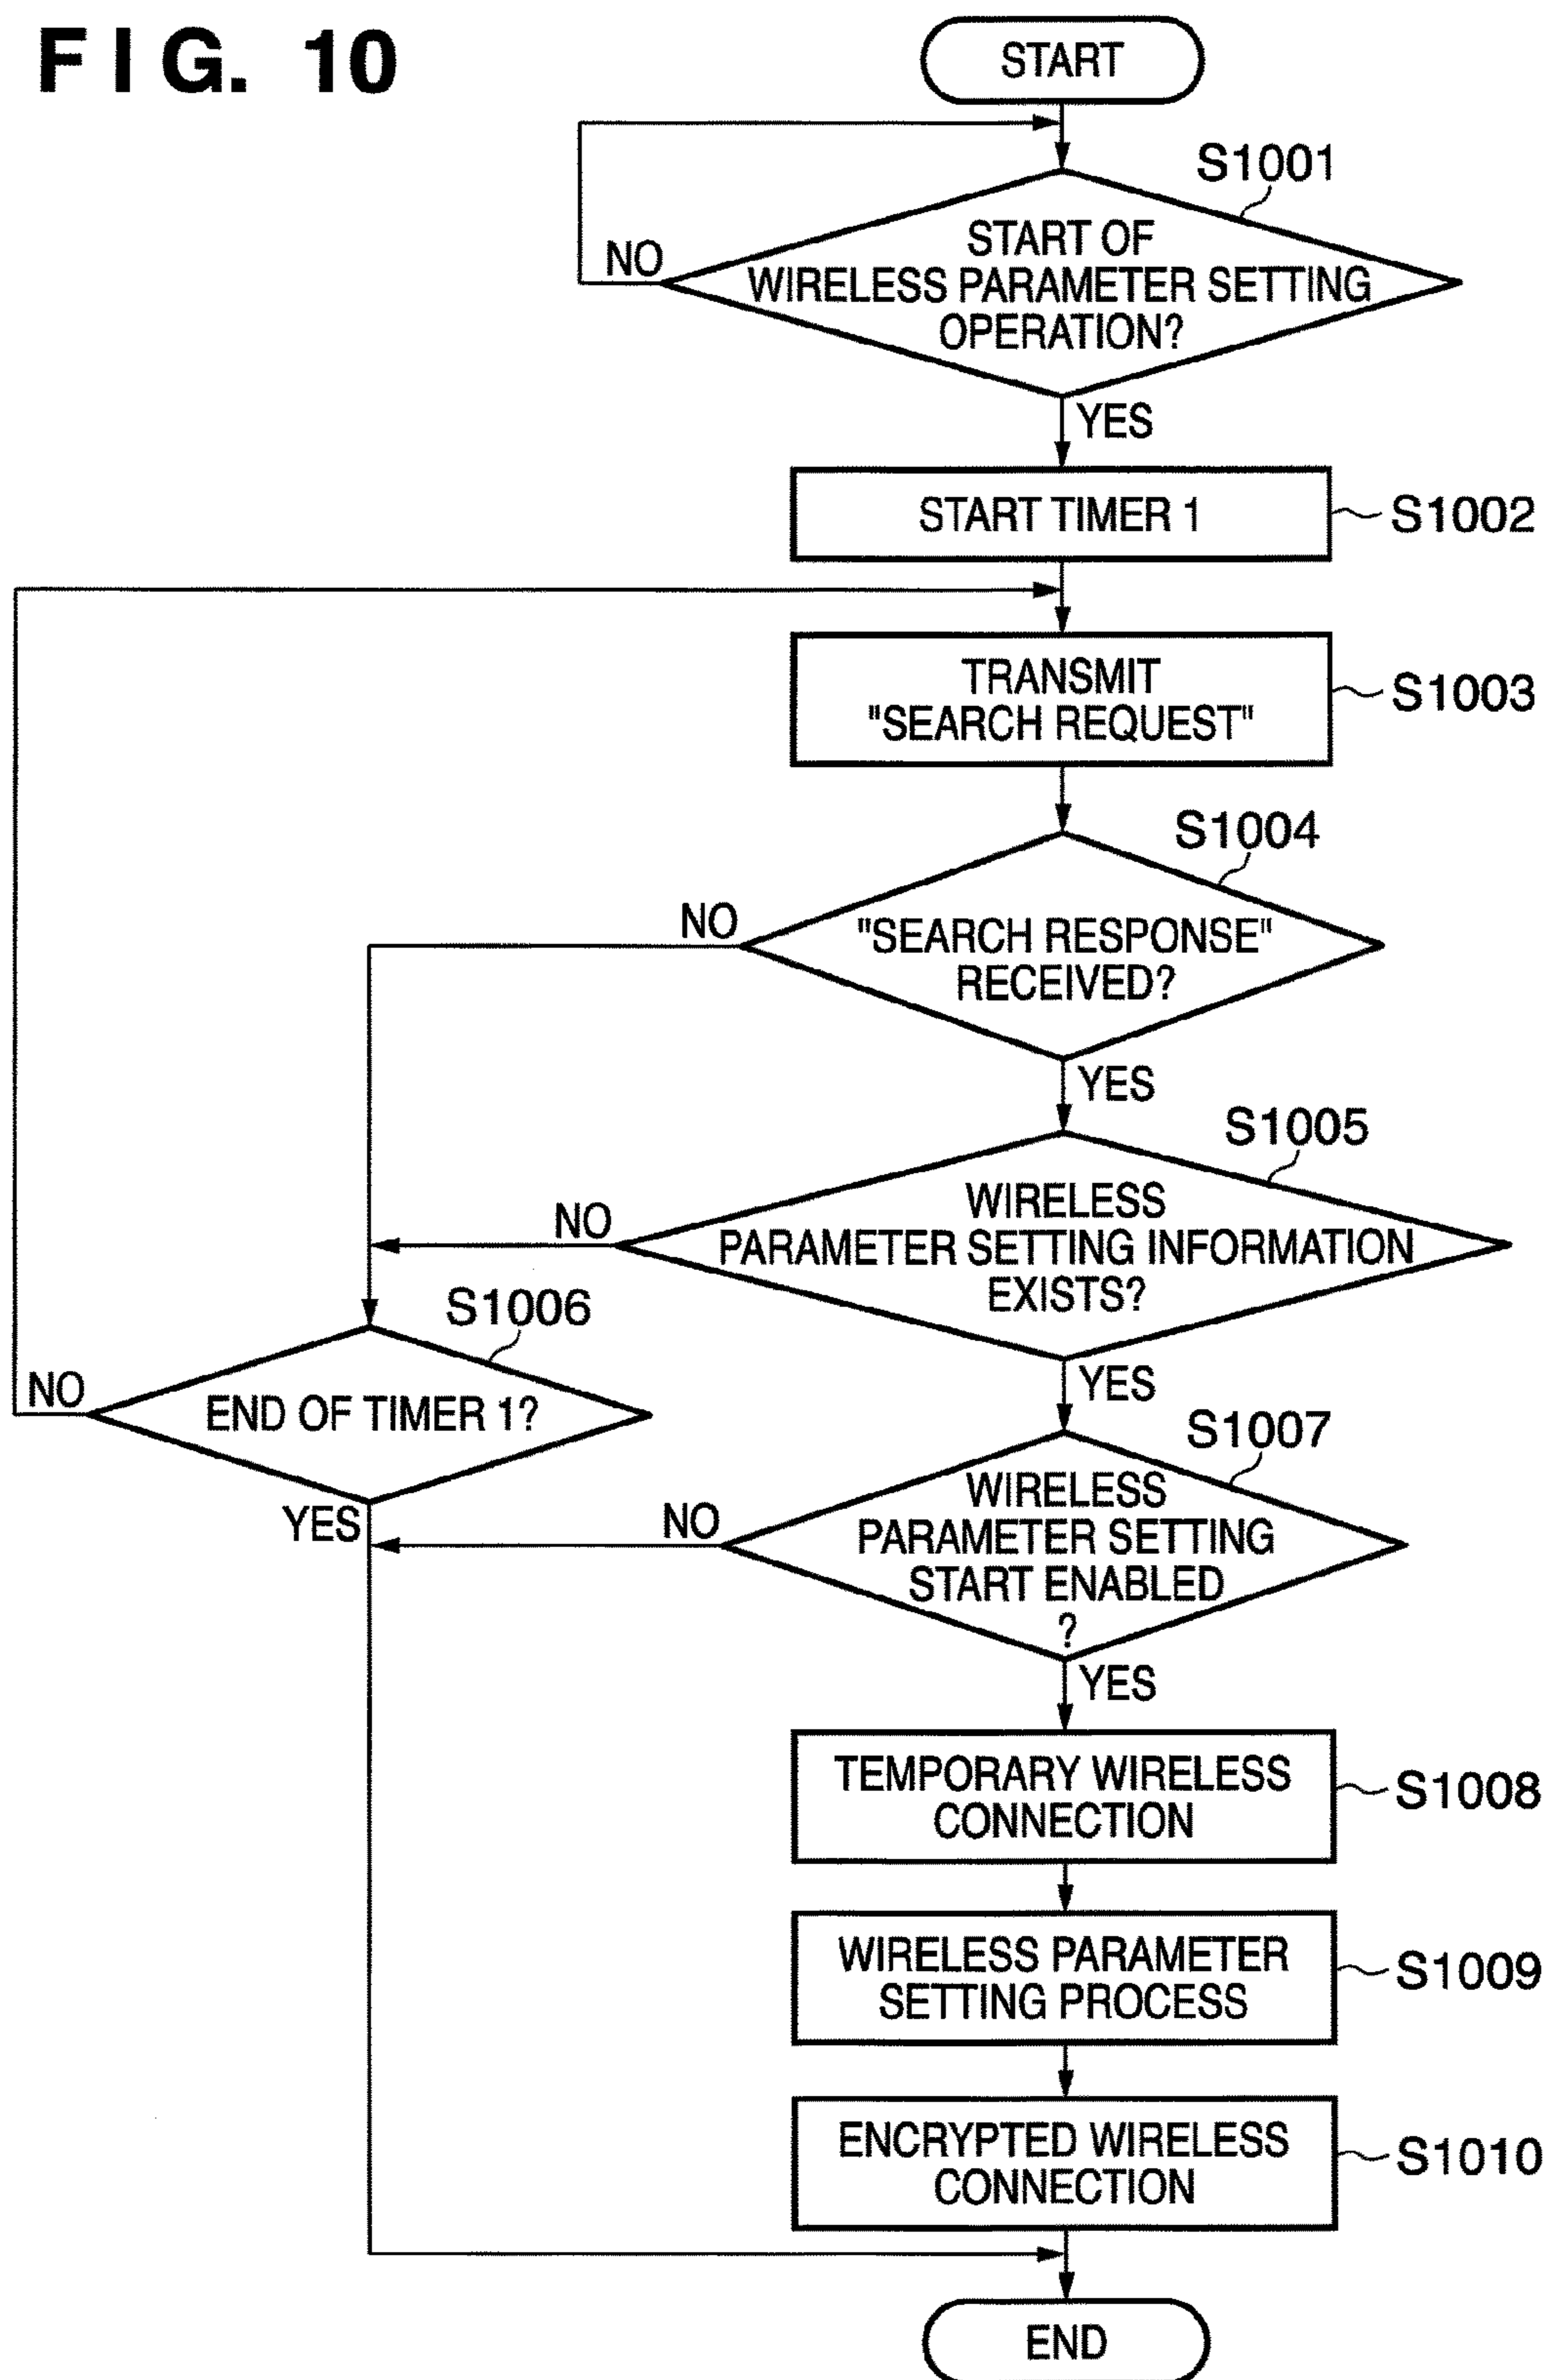 FIG. 10
START
S1001
START OF
WIRELESS PARAMETER SETTING
OPERATION?
NO
YES
START TIMER 1
S1002
TRANSMIT
"SEARCH REQUEST"
S1003
S1004
NO
"SEARCH RESPONSE"
RECEIVED?
YES
S1005
NO
WIRELESS
PARAMETER SETTING INFORMATION
EXISTS?
YES
S1006
NO
END OF TIMER 1?
YES
S1007
NO
WIRELESS
PARAMETER SETTING
START ENABLED
?
YES
TEMPORARY WIRELESS
CONNECTION
S1008
WIRELESS PARAMETER
SETTING PROCESS
S1009
ENCRYPTED WIRELESS
CONNECTION
S1010
END